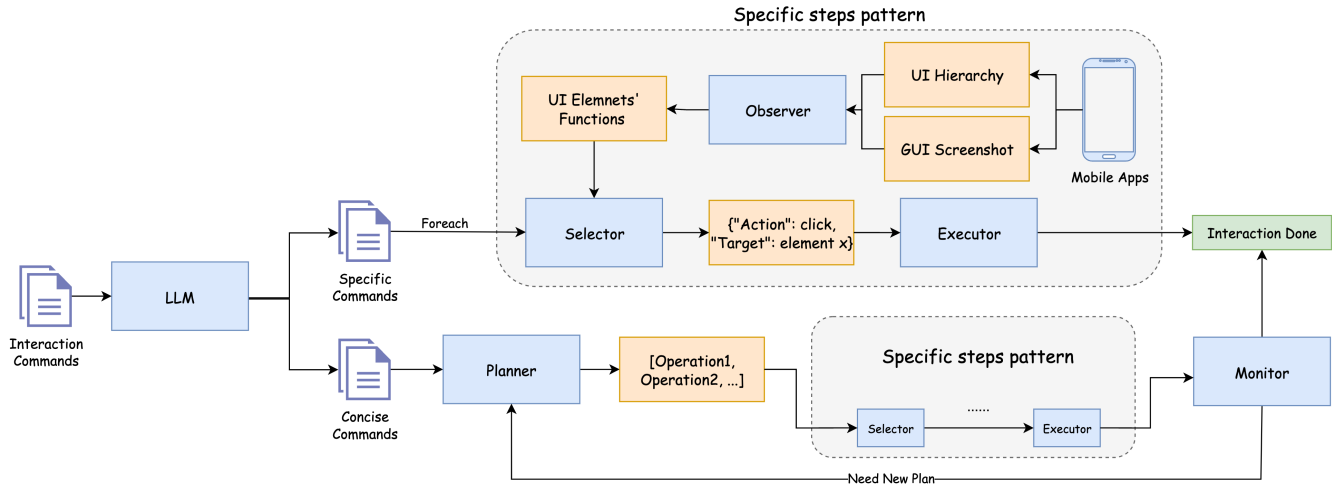 Specific steps pattern
UI Elemnets'
Functions
Observer
UI Hierarchy
GUI Screenshot
Mobile Apps
Foreach
Selector
{"Action": click,
"Target": element x}
Executor
Interaction Done
Specific
Commands
Interaction
Commands
LLM
Concise
Commands
Planner
[Operation1,
Operation2, ...]
Specific steps pattern
Selector
......
Executor
Monitor
Need New Plan